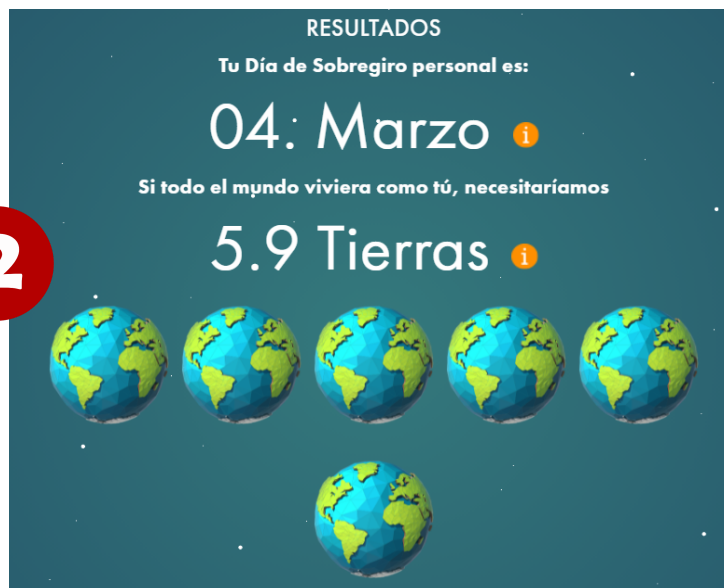 RESULTADOS
Tu Día de Sobregiro personal es:
04. Marzo i
Si todo el mundo viviera como tú, necesitaríamos
5.9 Tierras i
2